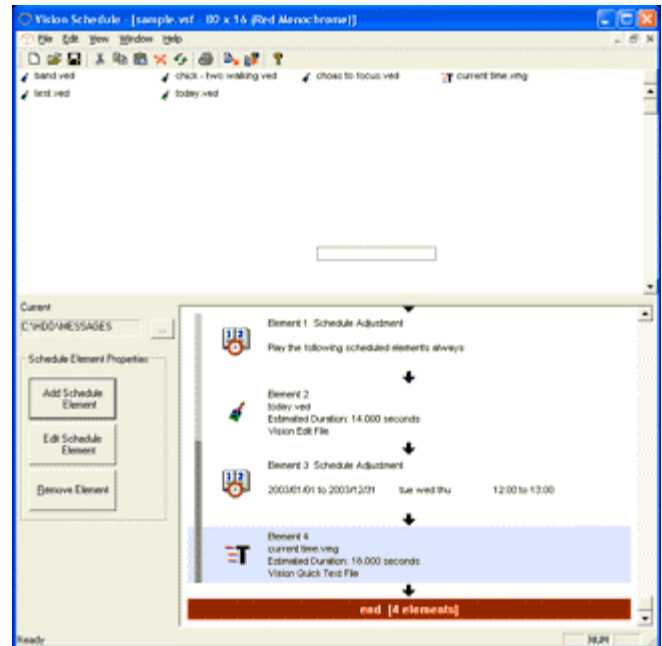 Vision Schedule - [sample.vsf - 80 x 16 (Red Monochrome)]
File Edit View Window Help
band.ved chick - two walking.ved choas to focus.ved current time.vmg
test.ved today.ved
Current
C:\HDD\MESSAGES ...
Schedule Element Properties
Add Schedule
Element
Edit Schedule
Element
Remove Element
Element 1 Schedule Adjustment
Play the following scheduled elements always
Element 2
today.ved
Estimated Duration: 14.000 seconds
Vision Edit File
Element 3 Schedule Adjustment
2003/01/01 to 2003/12/31 tue wed thu 12:00 to 13:00
Element 4
current time.vmg
Estimated Duration: 18.000 seconds
Vision Quick Text File
end [4 elements]
Ready NUM